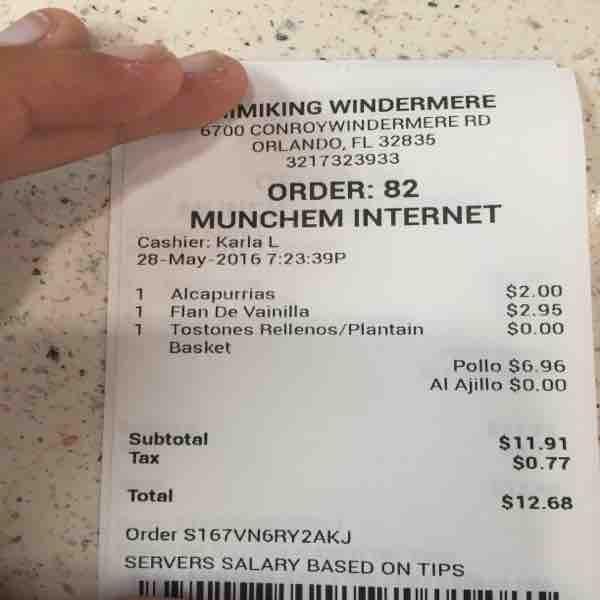 WINDERMERE
6700 CONROYWINDERMERE RD
ORLANDO, FL 32835
3217323933
ORDER: 82
MUNCHEM INTERNET
Cashier: Karla L
28-May-2016 7:23:39P
1 Alcapurrias $2.00
1 Flan De Vainilla $2.95
1 Tostones Rellenos/Plantain $0.00
Basket
Pollo $6.96
Al Ajillo $0.00
Subtotal $11.91
Tax $0.77
Total $12.68
Order S167VN6RY2AKJ
SERVERS SALARY BASED ON TIPS